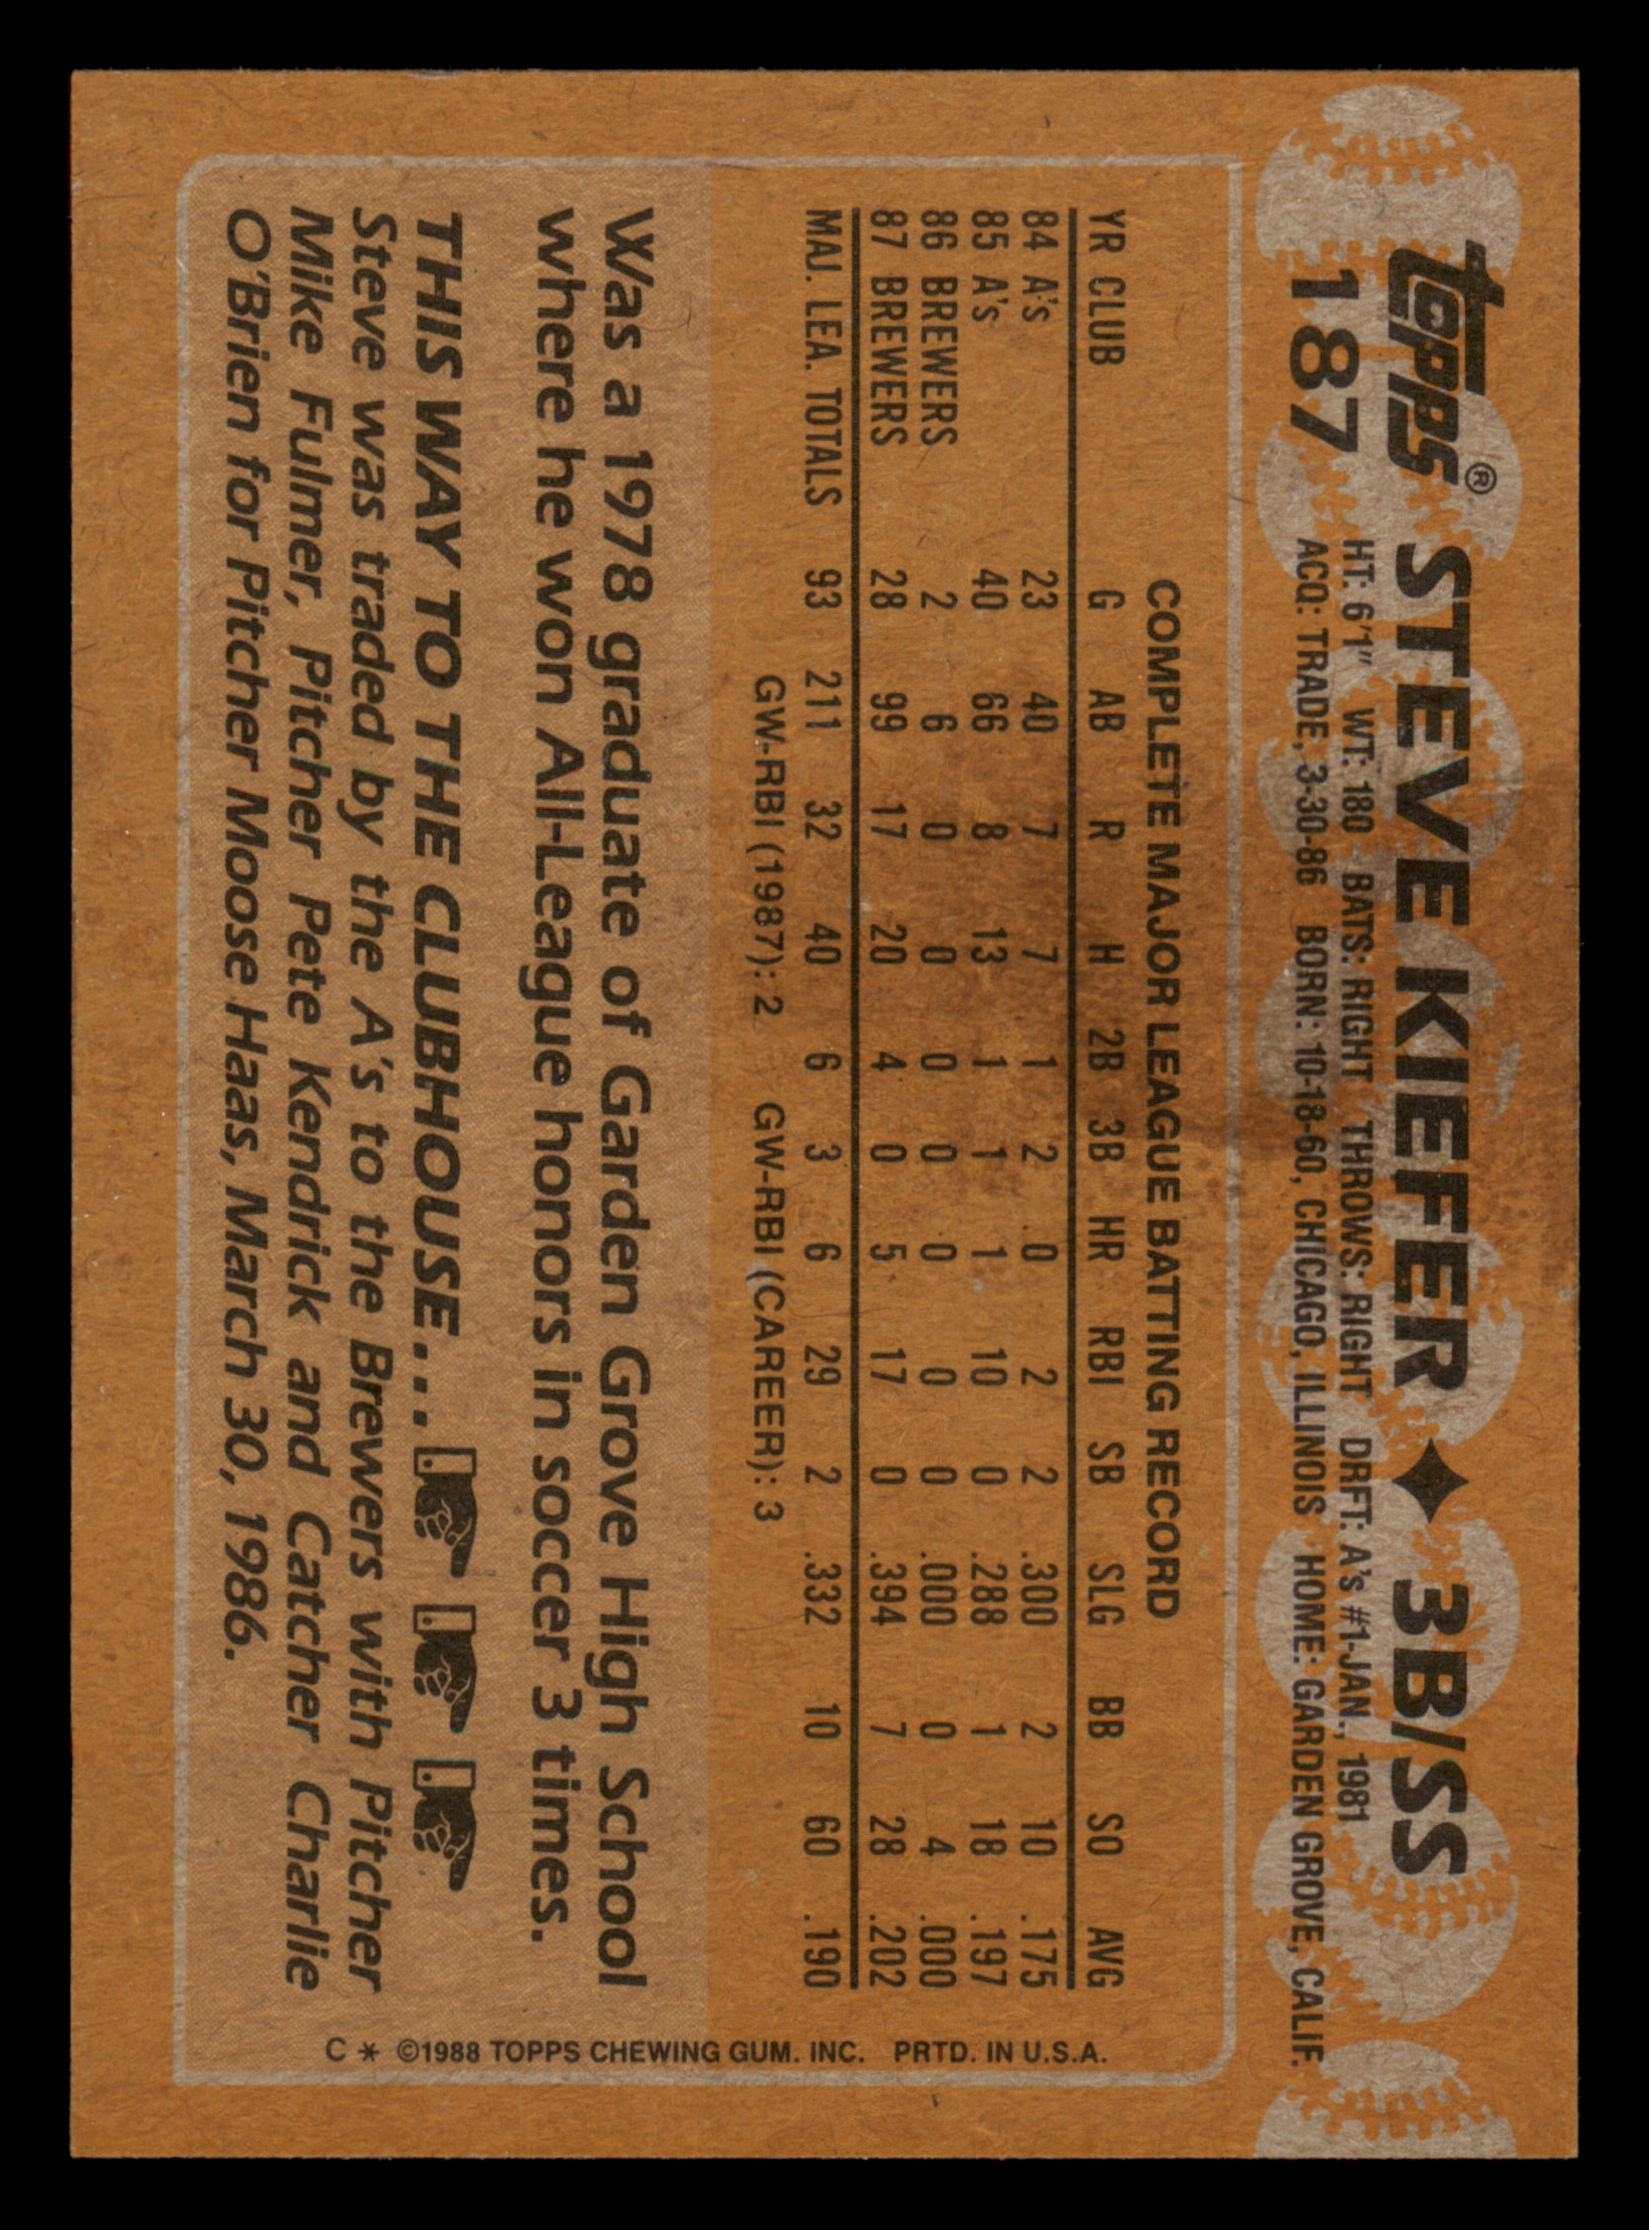 topps® STEVE KIEFER ♦ 3B/SS
187 HT: 6'1" WT: 180 BATS: RIGHT THROWS: RIGHT DRFT: A's #1-JAN., 1981
ACQ: TRADE, 3-30-86 BORN: 10-18-60, CHICAGO, ILLINOIS HOME: GARDEN GROVE, CALIF.
COMPLETE MAJOR LEAGUE BATTING RECORD
YR CLUB G AB R H 2B 3B HR RBI SB SLG BB SO AVG
84 A's 23 40 7 7 1 2 0 2 2 .300 2 10 .175
85 A's 40 66 8 13 1 1 1 10 0 .288 1 18 .197
86 BREWERS 2 6 0 0 0 0 0 0 0 .000 0 4 .000
87 BREWERS 28 99 17 20 4 0 5 17 0 .394 7 28 .202
MAJ. LEA. TOTALS 93 211 32 40 6 3 6 29 2 .332 10 60 .190
GW-RBI (1987): 2 GW-RBI (CAREER): 3
Was a 1978 graduate of Garden Grove High School
where he won All-League honors in soccer 3 times.
THIS WAY TO THE CLUBHOUSE...
Steve was traded by the A's to the Brewers with Pitcher
Mike Fulmer, Pitcher Pete Kendrick and Catcher Charlie
O'Brien for Pitcher Moose Haas, March 30, 1986.
C * ©1988 TOPPS CHEWING GUM. INC. PRTD. IN U.S.A.